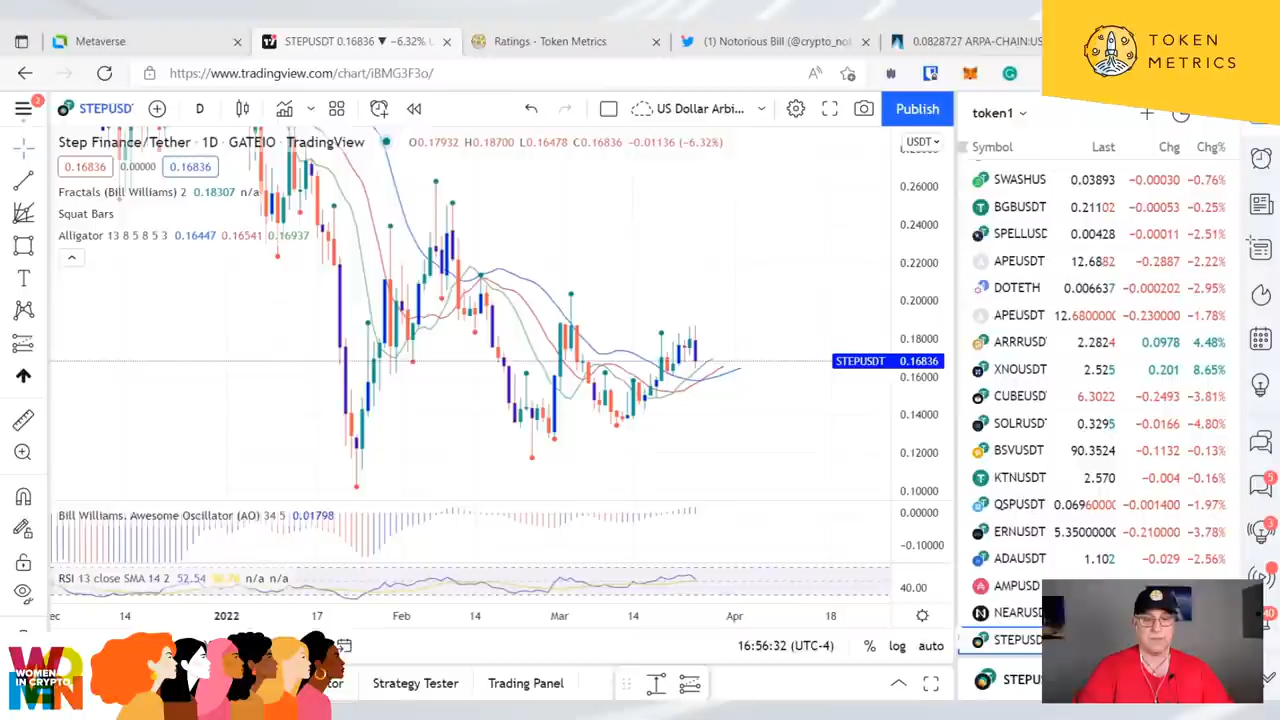 Metaverse
STEPUSDT 0.16836 ▼ −6.32%
Ratings - Token Metrics
(1) Notorious Bill (@crypto_no
0.0828727 ARPA-CHAIN:US
TOKEN
METRICS
https://www.tradingview.com/chart/iBMG3F3o/
2
STEPUSD
D
US Dollar Arbi...
Publish
token1
Step Finance/Tether · 1D · GATEIO · TradingView
O0.17932 H0.18700 L0.16478 C0.16836 −0.01136 (−6.32%)
USDT
Symbol
Last
Chg
Chg%
0.16836
0.00000
0.16836
Fractals (Bill Williams) 2 0.18307 n/a
Squat Bars
Alligator 13 8 5 8 5 3 0.16447 0.16541 0.16937
0.26000
0.24000
0.22000
0.20000
0.18000
STEPUSDT 0.16836
0.16000
0.14000
0.12000
0.10000
SWASHUS 0.03893 −0.00030 −0.76%
BGBUSDT 0.21102 −0.00053 −0.25%
SPELLUSD 0.00428 −0.00011 −2.51%
APEUSDT 12.6882 −0.2887 −2.22%
DOTETH 0.006637 −0.000202 −2.95%
APEUSDT 12.6800000 −0.230000 −1.78%
ARRRUSD 2.2824 0.0978 4.48%
XNOUSDT 2.525 0.201 8.65%
CUBEUSD 6.3022 −0.2493 −3.81%
SOLRUSD 0.3295 −0.0166 −4.80%
BSVUSDT 90.3524 −0.1132 −0.13%
KTNUSDT 2.570 −0.004 −0.16%
QSPUSDT 0.0696000 −0.001400 −1.97%
ERNUSDT 5.35000000 −0.210000 −3.78%
ADAUSDT 1.102 −0.029 −2.56%
AMPUSD
NEARUSD
STEPUSD
STEPU
Bill Williams. Awesome Oscillator (AO) 34 5 0.01798
0.00000
−0.10000
RSI 13 close SMA 14 2 52.54 n/a n/a
40.00
ec 14 2022 17 Feb 14 Mar 14 Apr 18
16:56:32 (UTC-4)
% log auto
Strategy Tester
Trading Panel
5
3
WOMEN
IN CRYPTO